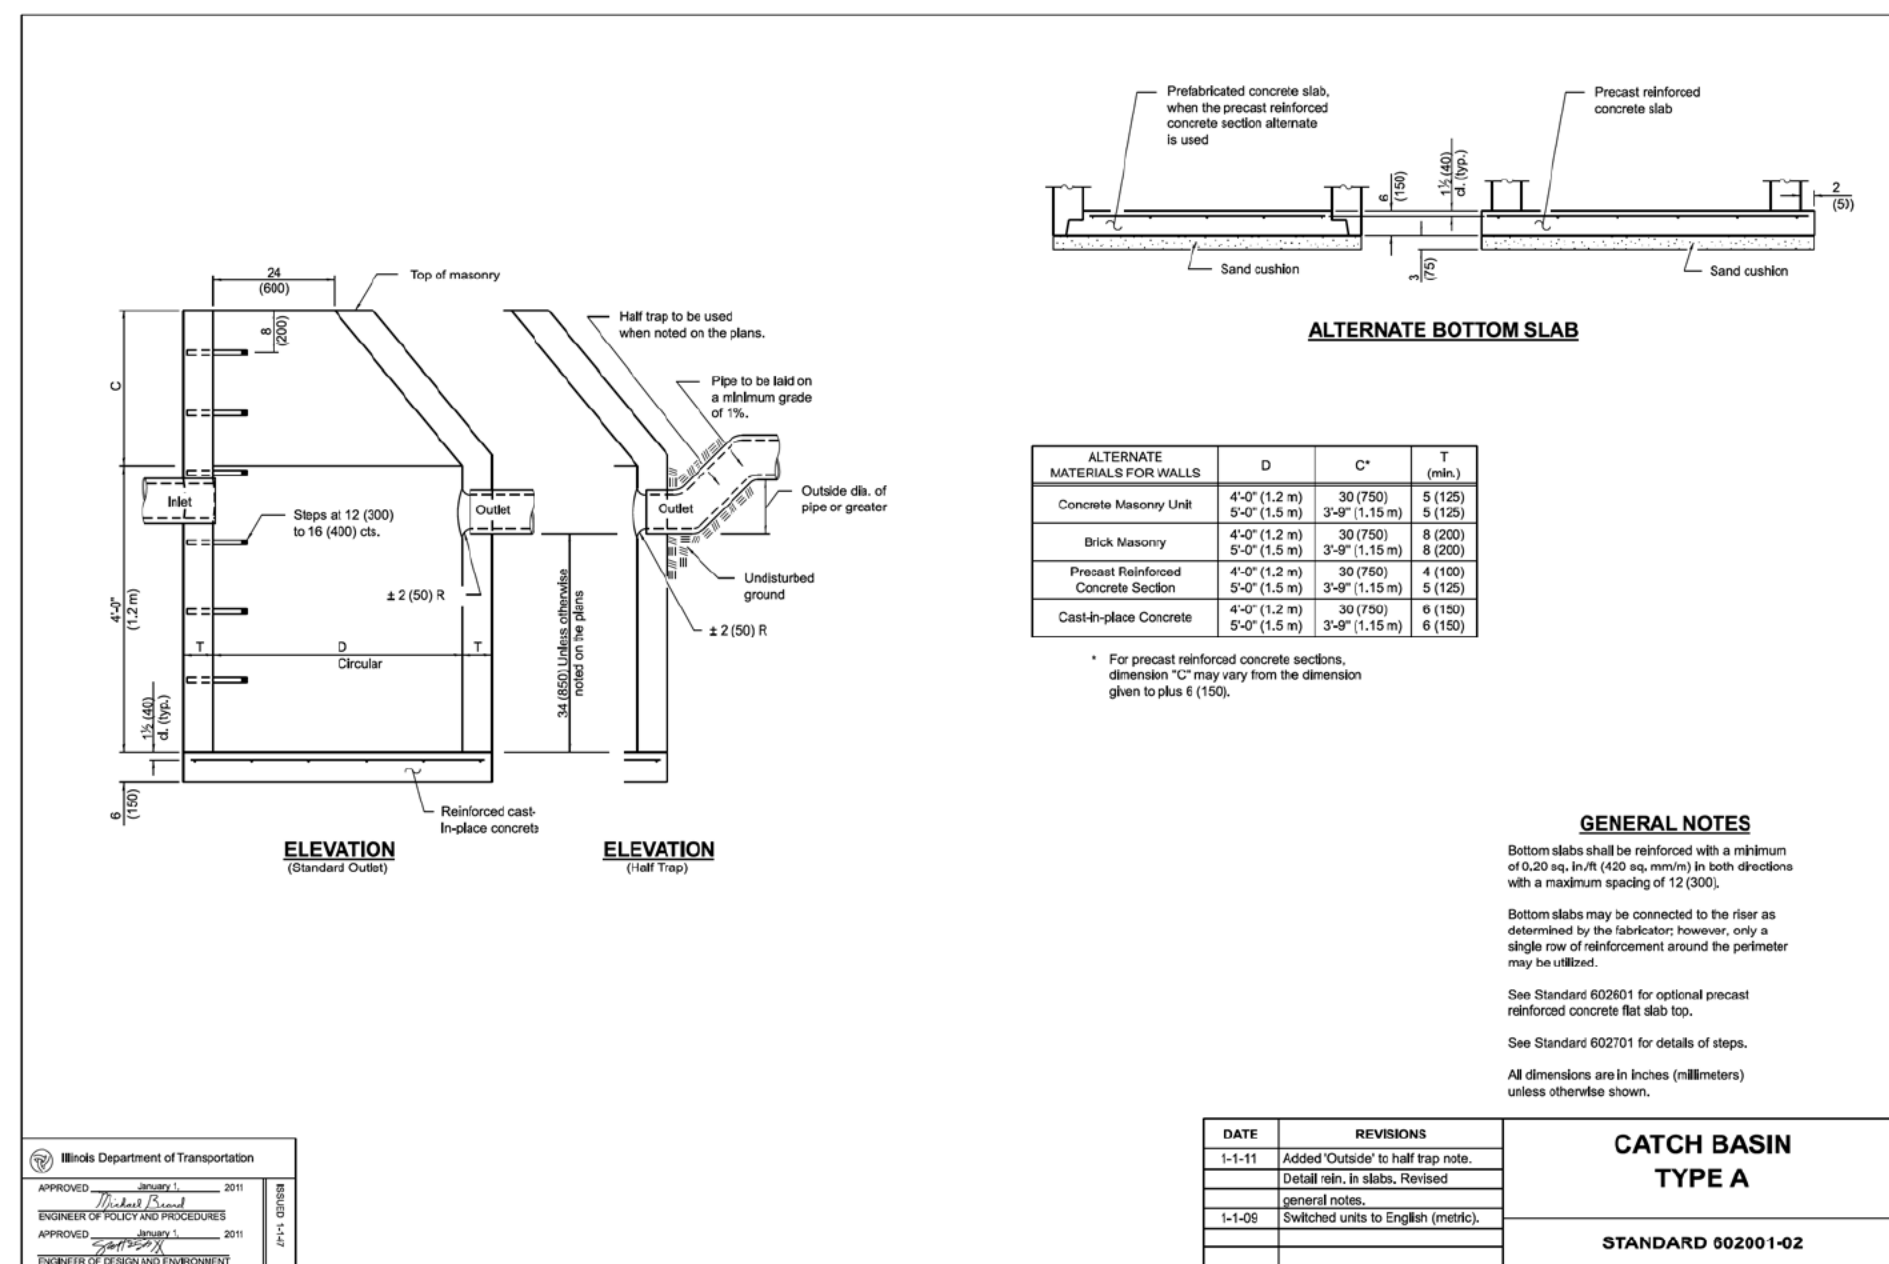 Prefabricated concrete slab,
when the precast reinforced
concrete section alternate
is used
Precast reinforced
concrete slab
6
(150)
1½ (40)
cl. (typ.)
2
(50)
3
(75)
Sand cushion
Sand cushion
ALTERNATE BOTTOM SLAB
24
(600)
Top of masonry
8
(200)
C
Half trap to be used
when noted on the plans.
Pipe to be laid on
a minimum grade
of 1%.
Inlet
Steps at 12 (300)
to 16 (400) cts.
Outlet
Outlet
Outside dia. of
pipe or greater
± 2 (50) R
Undisturbed
ground
± 2 (50) R
4'-0"
(1.2 m)
T
D
T
Circular
34 (850) Unless otherwise
noted on the plans
1½ (40)
cl. (typ.)
6
(150)
Reinforced cast-
in-place concrete
ELEVATION
(Standard Outlet)
ELEVATION
(Half Trap)
ALTERNATE MATERIALS FOR WALLS D C* T (min.)
Concrete Masonry Unit 4'-0" (1.2 m) 30 (750) 5 (125)
5'-0" (1.5 m) 3'-9" (1.15 m) 5 (125)
Brick Masonry 4'-0" (1.2 m) 30 (750) 8 (200)
5'-0" (1.5 m) 3'-9" (1.15 m) 8 (200)
Precast Reinforced Concrete Section 4'-0" (1.2 m) 30 (750) 4 (100)
5'-0" (1.5 m) 3'-9" (1.15 m) 5 (125)
Cast-in-place Concrete 4'-0" (1.2 m) 30 (750) 6 (150)
5'-0" (1.5 m) 3'-9" (1.15 m) 6 (150)
* For precast reinforced concrete sections,
dimension "C" may vary from the dimension
given to plus 6 (150).
GENERAL NOTES
Bottom slabs shall be reinforced with a minimum
of 0.20 sq. in./ft (420 sq. mm/m) in both directions
with a maximum spacing of 12 (300).
Bottom slabs may be connected to the riser as
determined by the fabricator; however, only a
single row of reinforcement around the perimeter
may be utilized.
See Standard 602601 for optional precast
reinforced concrete flat slab top.
See Standard 602701 for details of steps.
All dimensions are in inches (millimeters)
unless otherwise shown.
Illinois Department of Transportation
APPROVED January 1, 2011
Michael Brand
ENGINEER OF POLICY AND PROCEDURES
APPROVED January 1, 2011
ENGINEER OF DESIGN AND ENVIRONMENT
ISSUED 1-1-47
DATE REVISIONS
1-1-11 Added 'Outside' to half trap note.
Detail rein. in slabs. Revised
general notes.
1-1-09 Switched units to English (metric).
CATCH BASIN
TYPE A
STANDARD 602001-02